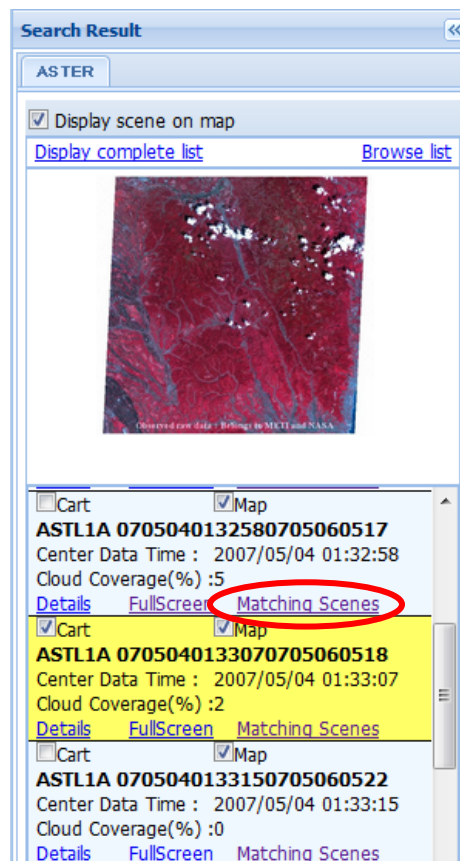 Search Result
ASTER
Display scene on map
Display complete list Browse list
Observed raw data : Belongs to METI and NASA
Cart Map
ASTL1A 0705040132580705060517
Center Data Time : 2007/05/04 01:32:58
Cloud Coverage(%) :5
Details FullScreen Matching Scenes
Cart Map
ASTL1A 0705040133070705060518
Center Data Time : 2007/05/04 01:33:07
Cloud Coverage(%) :2
Details FullScreen Matching Scenes
Cart Map
ASTL1A 0705040133150705060522
Center Data Time : 2007/05/04 01:33:15
Cloud Coverage(%) :0
Details FullScreen Matching Scenes